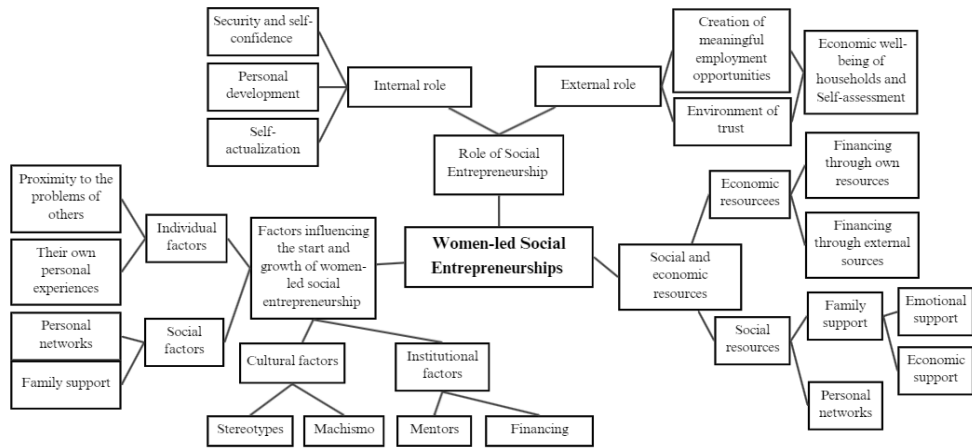 Security and self-
confidence
Personal
development
Self-
actualization
Internal role
External role
Creation of
meaningful
employment
opportunities
Environment of
trust
Economic well-
being of
households and
Self-assessment
Role of Social
Entrepreneurship
Women-led Social
Entrepreneurships
Proximity to the
problems of
others
Their own
personal
experiences
Individual
factors
Personal
networks
Family support
Social
factors
Factors influencing
the start and
growth of women-
led social
entrepreneurship
Cultural factors
Institutional
factors
Stereotypes
Machismo
Mentors
Financing
Social and
economic
resources
Economic
resourcees
Financing
through own
resources
Financing
through external
sources
Social
resources
Family
support
Emotional
support
Economic
support
Personal
networks